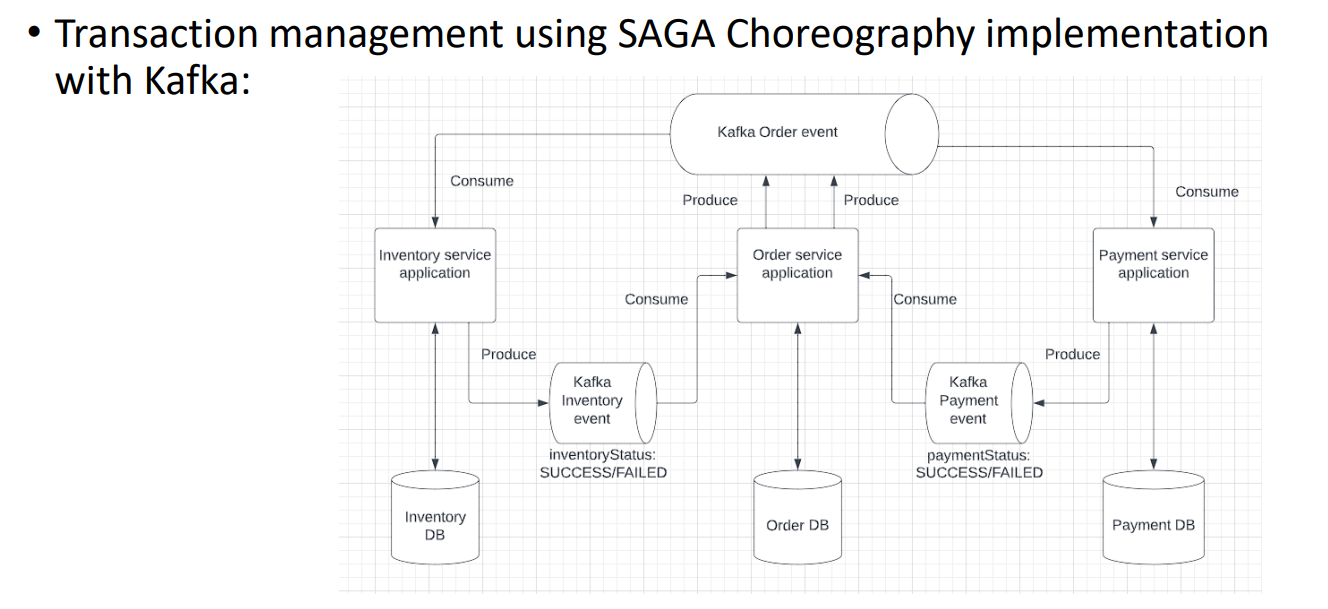 • Transaction management using SAGA Choreography implementation
with Kafka:
Kafka Order event
Consume
Produce
Produce
Consume
Inventory service
application
Order service
application
Payment service
application
Consume
Consume
Produce
Produce
Kafka
Inventory
event
Kafka
Payment
event
inventoryStatus:
SUCCESS/FAILED
paymentStatus:
SUCCESS/FAILED
Inventory
DB
Order DB
Payment DB